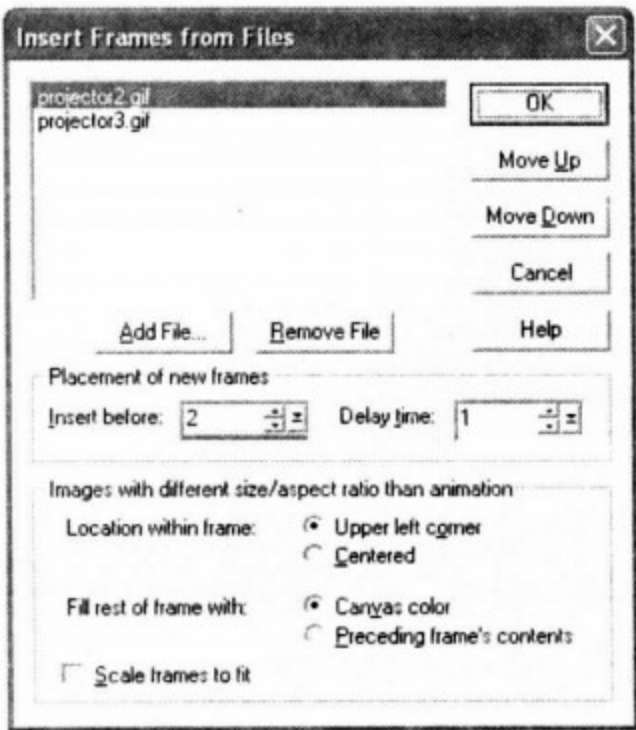 Insert Frames from Files
projector2.gif
projector3.gif
OK
Move Up
Move Down
Cancel
Add File...
Remove File
Help
Placement of new frames
Insert before:
2
Delay time:
1
Images with different size/aspect ratio than animation
Location within frame:
Upper left corner
Centered
Fill rest of frame with:
Canvas color
Preceding frame's contents
Scale frames to fit